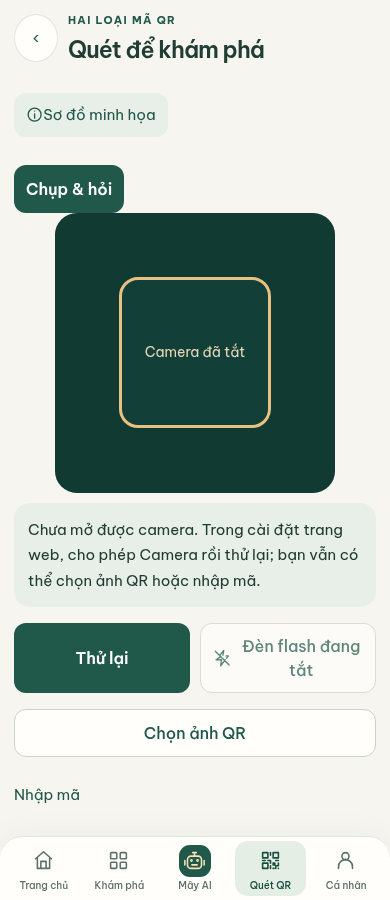 HAI LOẠI MÃ QR
Quét để khám phá
Sơ đồ minh họa
Chụp & hỏi
Camera đã tắt
Chưa mở được camera. Trong cài đặt trang
web, cho phép Camera rồi thử lại; bạn vẫn có
thể chọn ảnh QR hoặc nhập mã.
Thử lại
Đèn flash đang
tắt
Chọn ảnh QR
Nhập mã
Trang chủ
Khám phá
Mây AI
Quét QR
Cá nhân